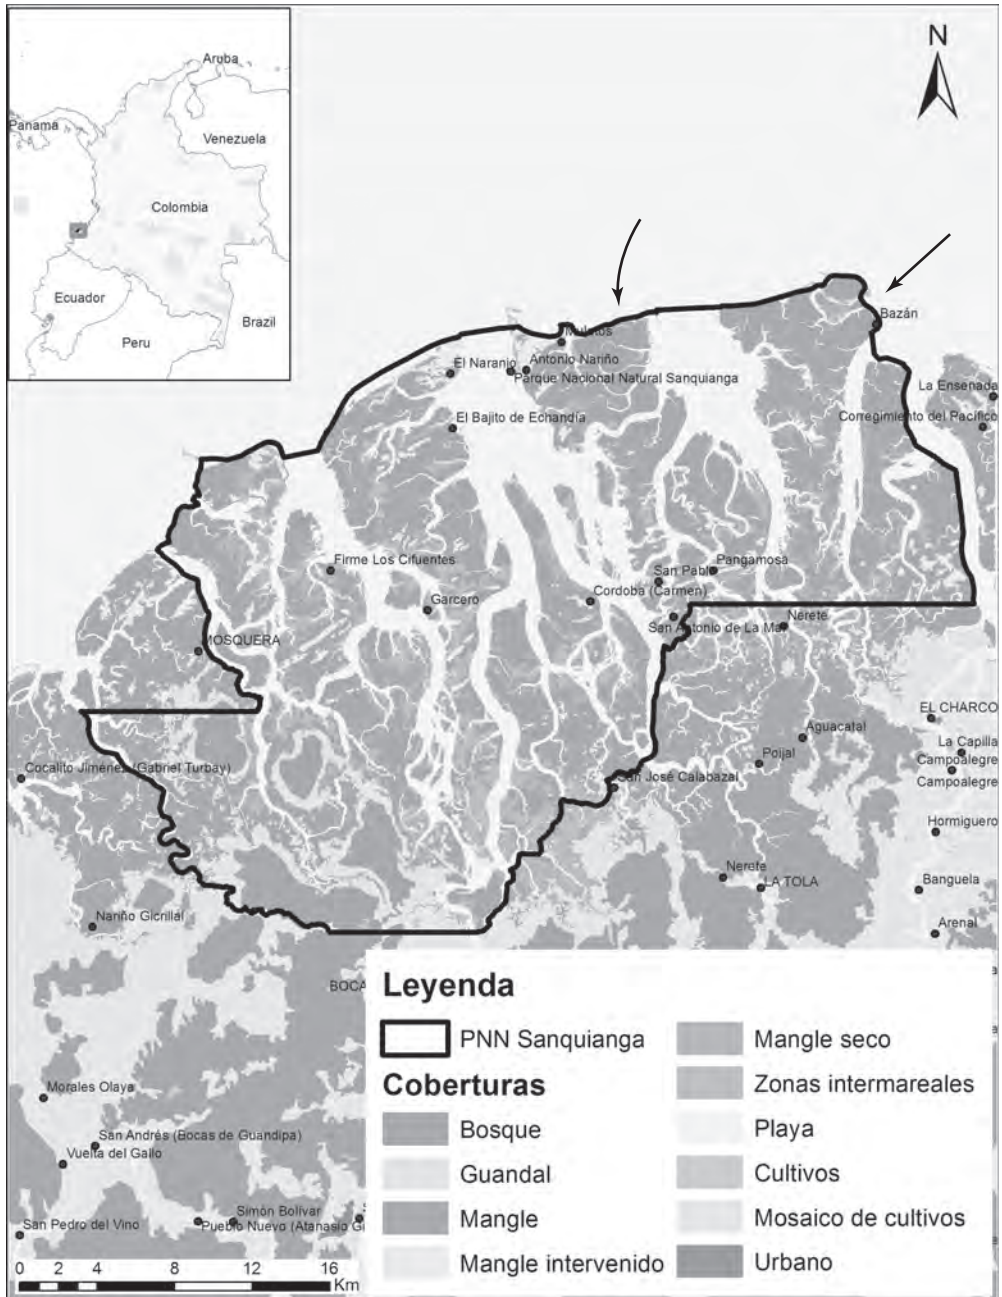 Aruba
Panamá
Venezuela
Colombia
Ecuador
Peru
Brazil
N
Bazán
Mulatos
El Naranjo
Antonio Nariño
Parque Nacional Natural Sanquianga
La Ensenada
El Bajito de Echandía
Corregimiento del Pacífico
Firme Los Cifuentes
Pangamosa
San Pablo
Cordoba (Carmen)
Garcero
San Antonio de La Mar
Nerete
MOSQUERA
EL CHARCO
Aguacatal
La Capilla
Poijal
Campoalegre
Cocalito Jiménez (Gabriel Turbay)
San José Calabazal
Campoalegre
Hormiguero
Nerete
LA TOLA
Banguela
Nariño Gicrillal
Arenal
BOCA
Leyenda
PNN Sanquianga
Coberturas
Bosque
Guandal
Mangle
Mangle intervenido
Mangle seco
Zonas intermareales
Playa
Cultivos
Mosaico de cultivos
Urbano
Morales Olaya
San Andrés (Bocas de Guandipa)
Vuelta del Gallo
Simón Bolívar
San Pedro del Vino
Pueblo Nuevo (Atanasio Gi
0 2 4 8 12 16
Km